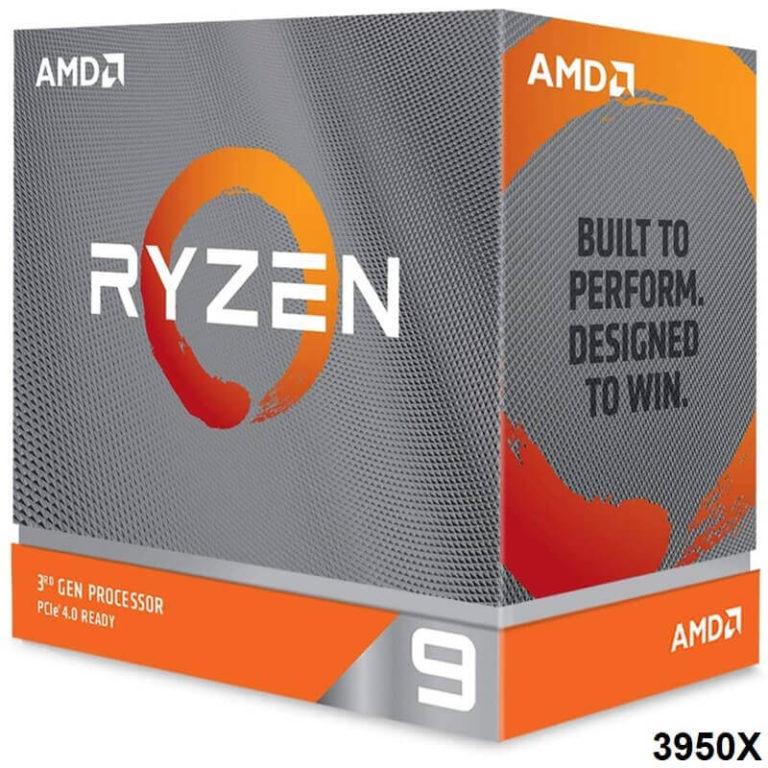 AMD
RYZEN
3RD GEN PROCESSOR
PCIe® 4.0 READY
9
AMD
BUILT TO
PERFORM.
DESIGNED
TO WIN.
AMD
3950X